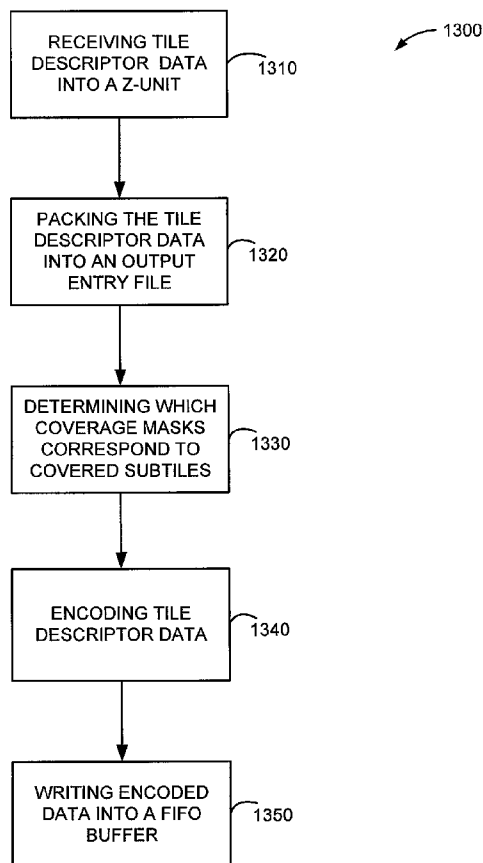 1300
RECEIVING TILE
DESCRIPTOR DATA
INTO A Z-UNIT
1310
PACKING THE TILE
DESCRIPTOR DATA
INTO AN OUTPUT
ENTRY FILE
1320
DETERMINING WHICH
COVERAGE MASKS
CORRESPOND TO
COVERED SUBTILES
1330
ENCODING TILE
DESCRIPTOR DATA
1340
WRITING ENCODED
DATA INTO A FIFO
BUFFER
1350